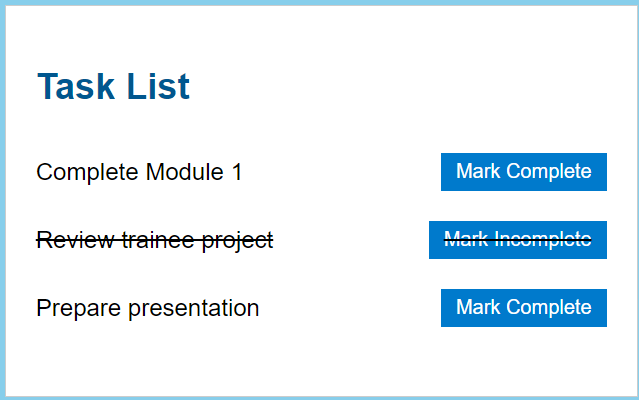 Task List
Complete Module 1 Mark Complete
Review trainee project Mark Incomplete
Prepare presentation Mark Complete